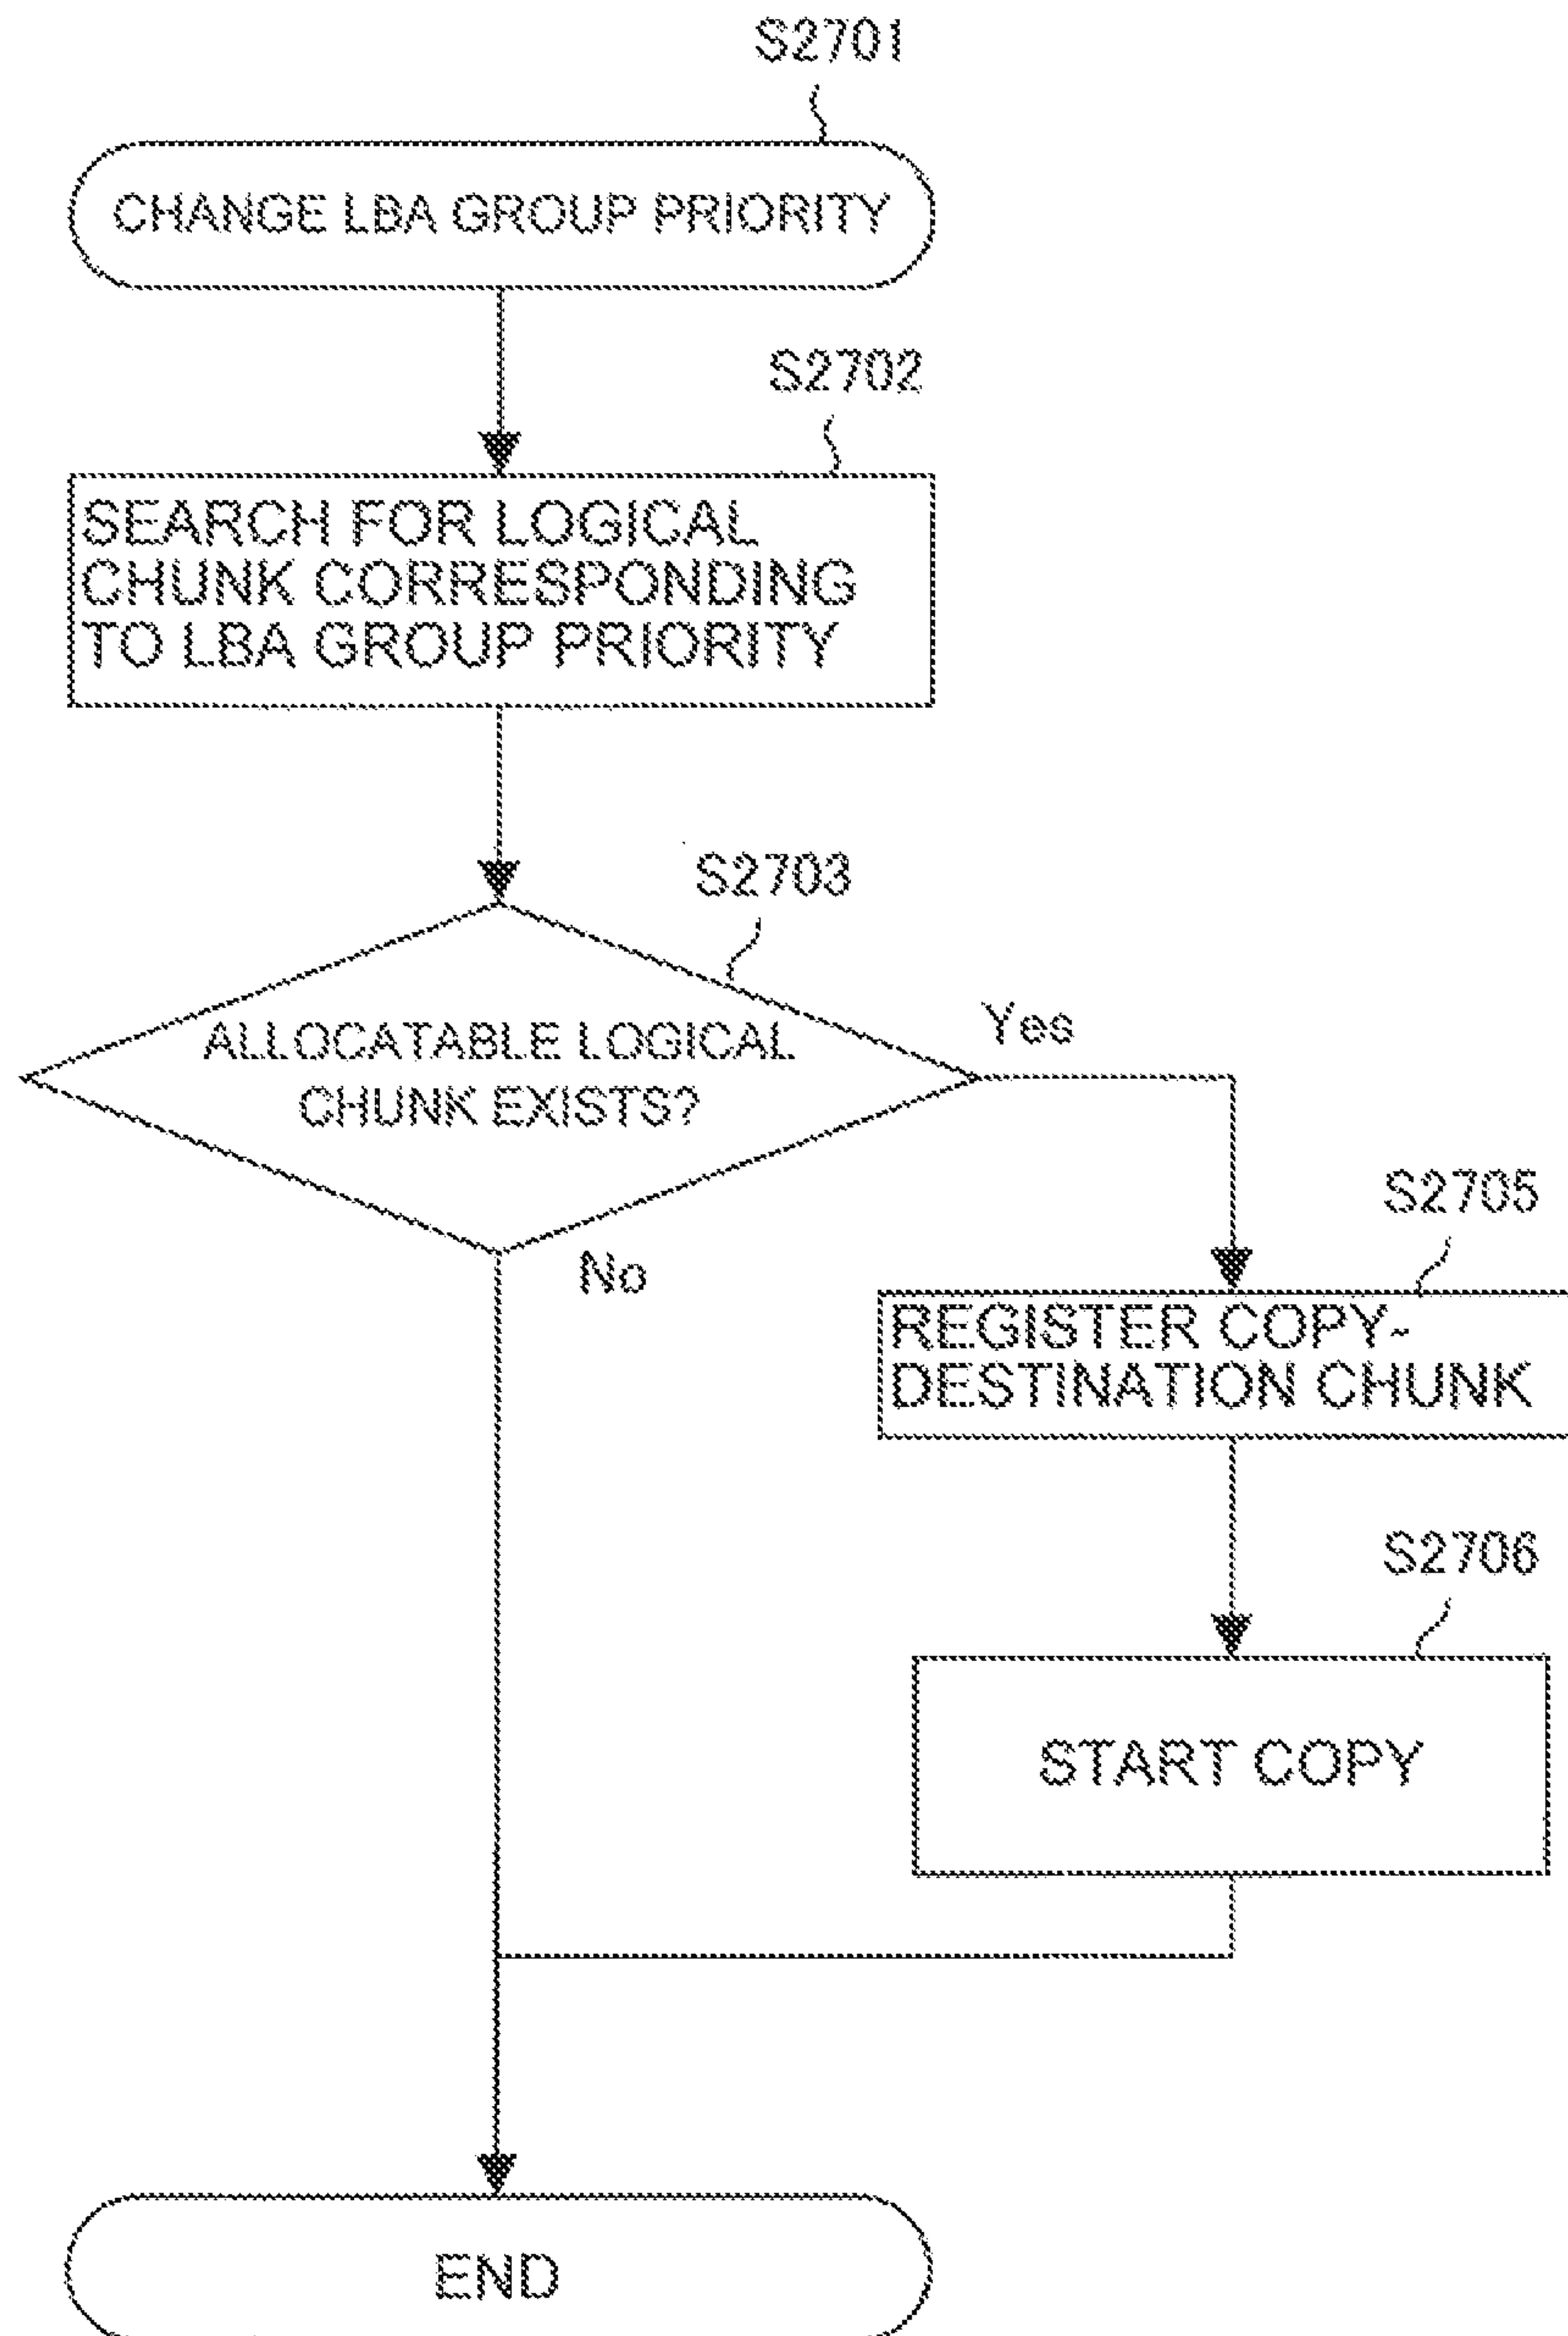 S2701
CHANGE LBA GROUP PRIORITY
S2702
SEARCH FOR LOGICAL
CHUNK CORRESPONDING
TO LBA GROUP PRIORITY
S2703
ALLOCATABLE LOGICAL
CHUNK EXISTS?
Yes
No
S2705
REGISTER COPY-
DESTINATION CHUNK
S2706
START COPY
END